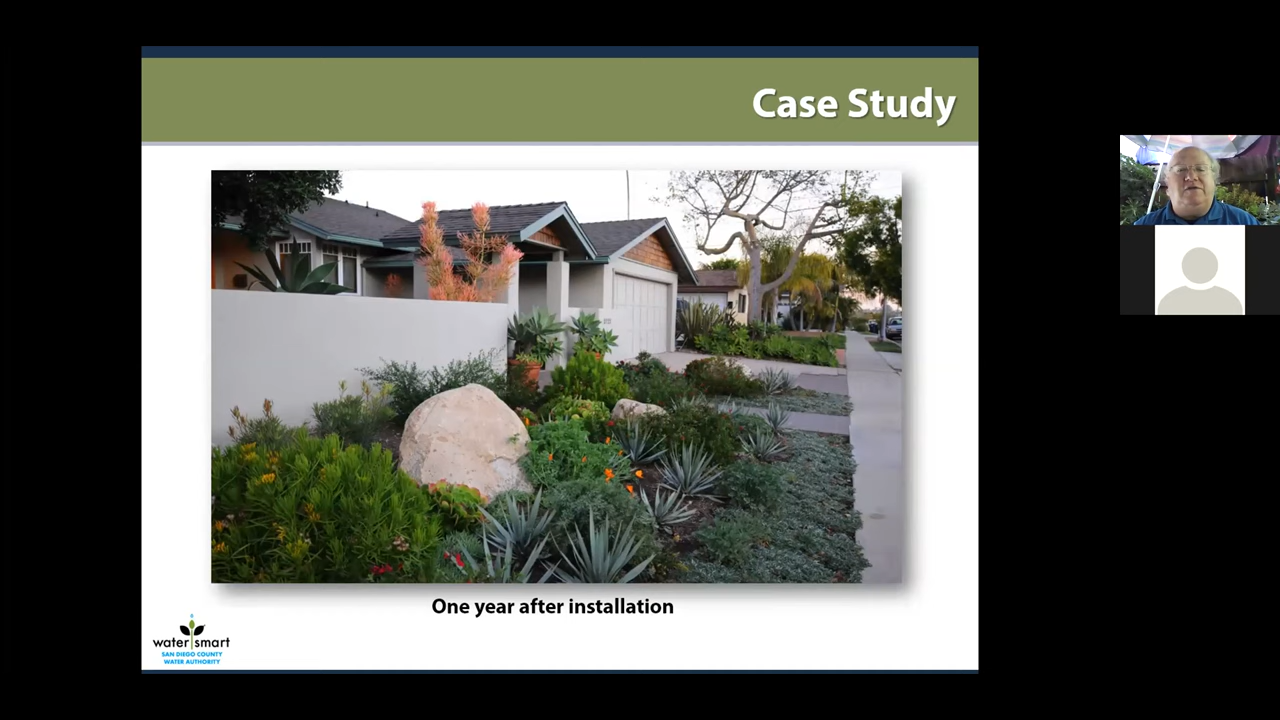 Case Study
One year after installation
water smart
SAN DIEGO COUNTY
WATER AUTHORITY